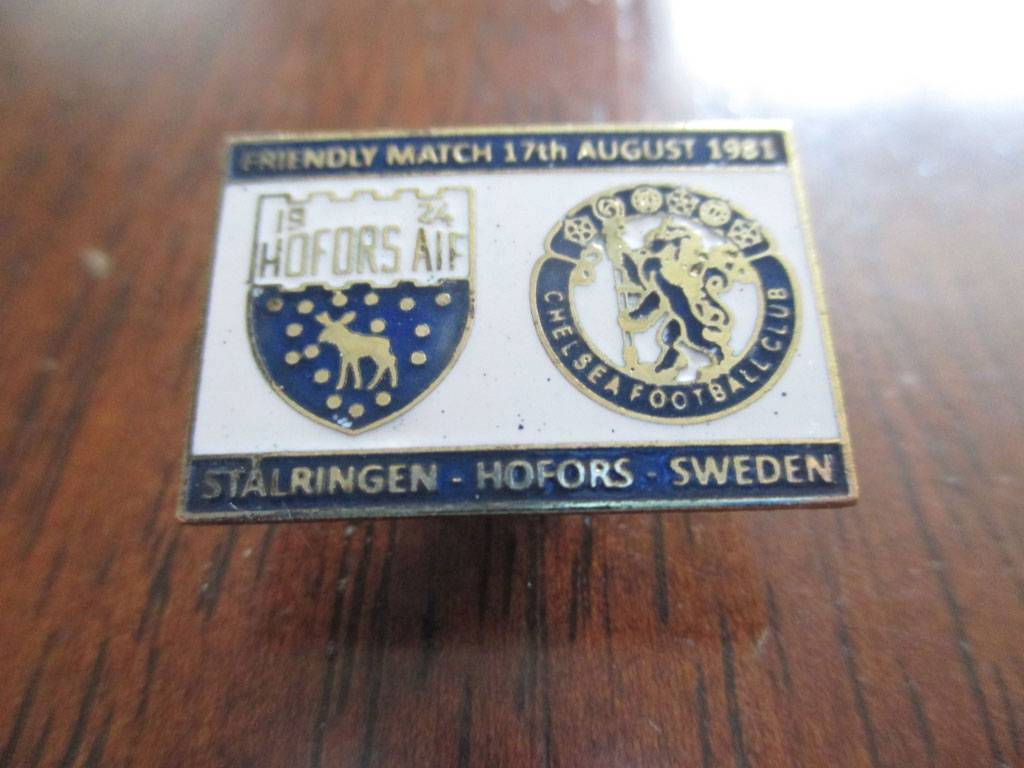 FRIENDLY MATCH 17th AUGUST 1981
19 24
HOFORS AIF
CHELSEA FOOTBALL CLUB
STÅLRINGEN - HOFORS - SWEDEN